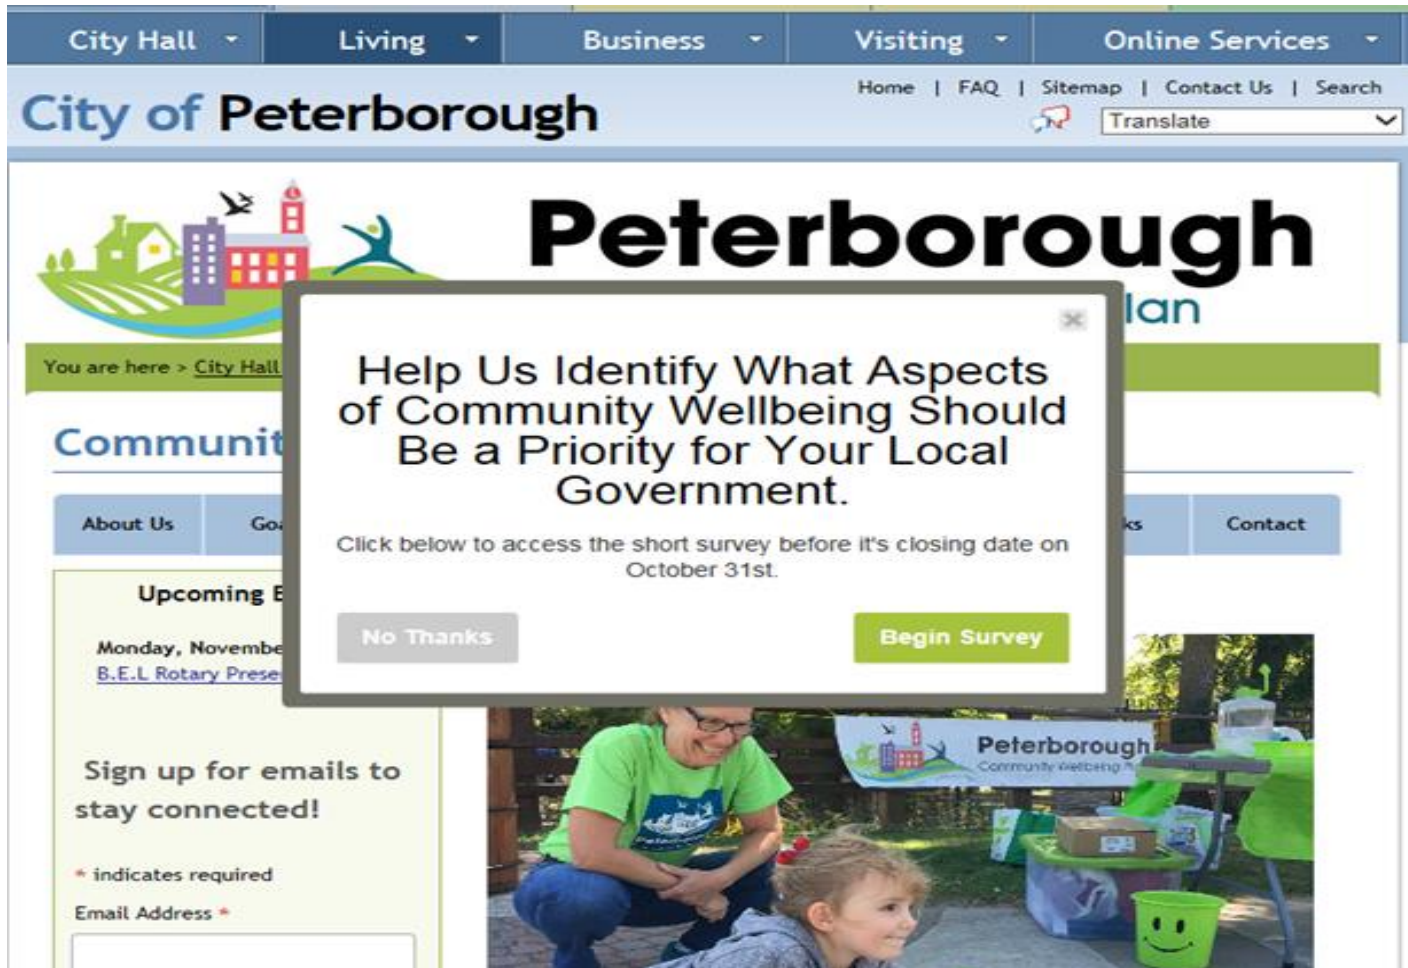 City Hall
Living
Business
Visiting
Online Services
Home | FAQ | Sitemap | Contact Us | Search
City of Peterborough
Translate
Peterborough
lan
You are here > City Hall
Help Us Identify What Aspects
of Community Wellbeing Should
Be a Priority for Your Local
Government.
Click below to access the short survey before it's closing date on
October 31st.
No Thanks
Begin Survey
Communit
About Us
Goa
ks
Contact
Upcoming E
Monday, Novembe
B.E.L Rotary Prese
Sign up for emails to
stay connected!
* indicates required
Email Address *
Peterborough
Community Wellbeing